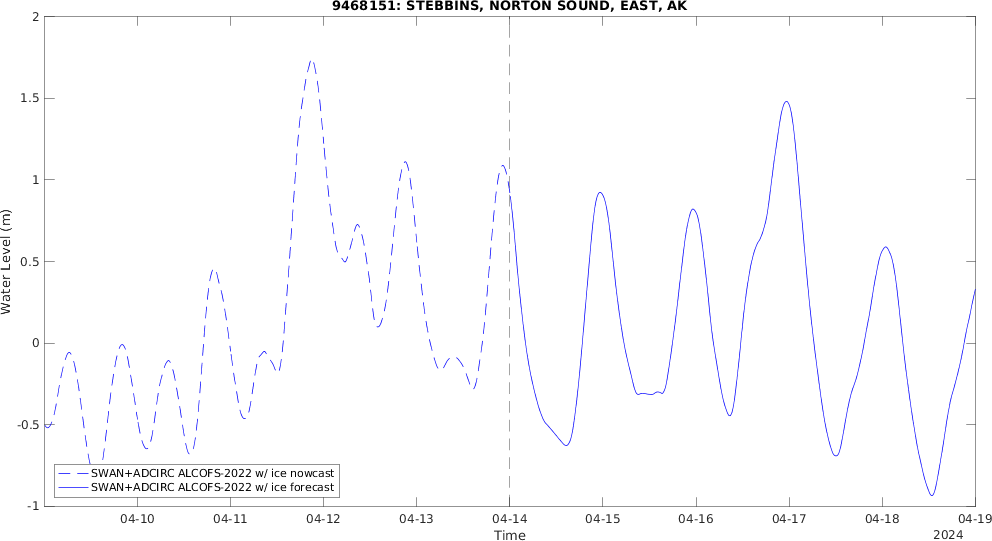 9468151: STEBBINS, NORTON SOUND, EAST, AK
2
1.5
1
0.5
0
-0.5
-1
Water Level (m)
SWAN+ADCIRC ALCOFS-2022 w/ ice nowcast
SWAN+ADCIRC ALCOFS-2022 w/ ice forecast
04-10 04-11 04-12 04-13 04-14 04-15 04-16 04-17 04-18 04-19
Time
2024